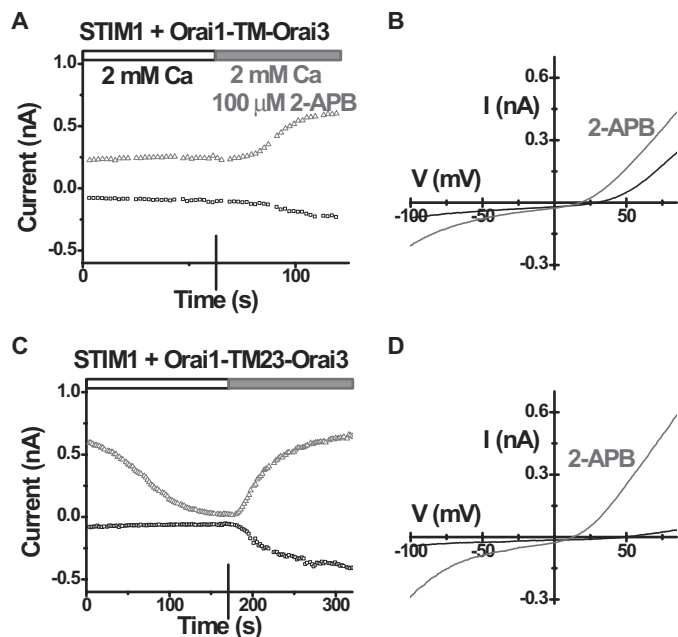 A
STIM1 + Orai1-TM-Orai3
2 mM Ca
2 mM Ca
100 μM 2-APB
1.0
0.5
0.0
-0.5
Current (nA)
0
100
Time (s)
B
0.6
I (nA)
0.3
2-APB
V (mV)
-100
-50
50
-0.3
C
STIM1 + Orai1-TM23-Orai3
1.0
0.5
0.0
-0.5
Current (nA)
0
100
200
300
Time (s)
D
0.6
I (nA)
0.3
2-APB
V (mV)
-100
-50
50
-0.3